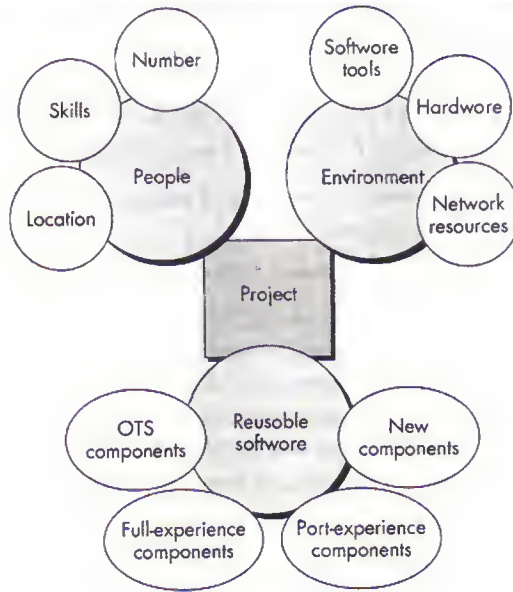 Number
Skills
People
Location
Softwore
tools
Hardwore
Environment
Network
resources
Project
OTS
components
Reusoble
softwore
New
components
Full-experience
components
Port-experience
components